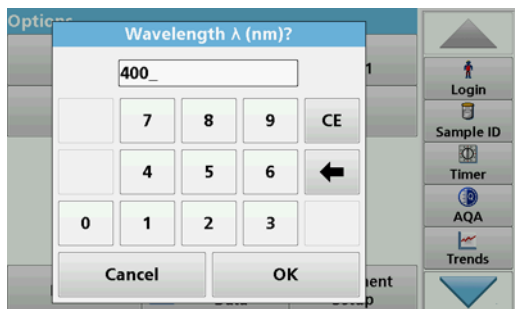 Options
Wavelength λ (nm)?
400_
1
7 8 9 CE
4 5 6
0 1 2 3
Cancel OK
Login
Sample ID
Timer
AQA
Trends